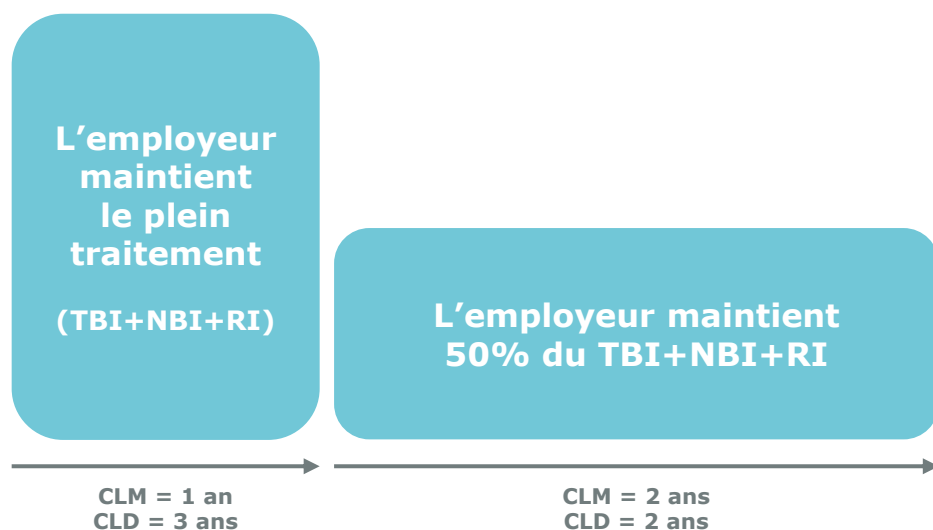 L’employeur
maintient
le plein
traitement
(TBI+NBI+RI)
L’employeur maintient
50% du TBI+NBI+RI
CLM = 1 an
CLD = 3 ans
CLM = 2 ans
CLD = 2 ans